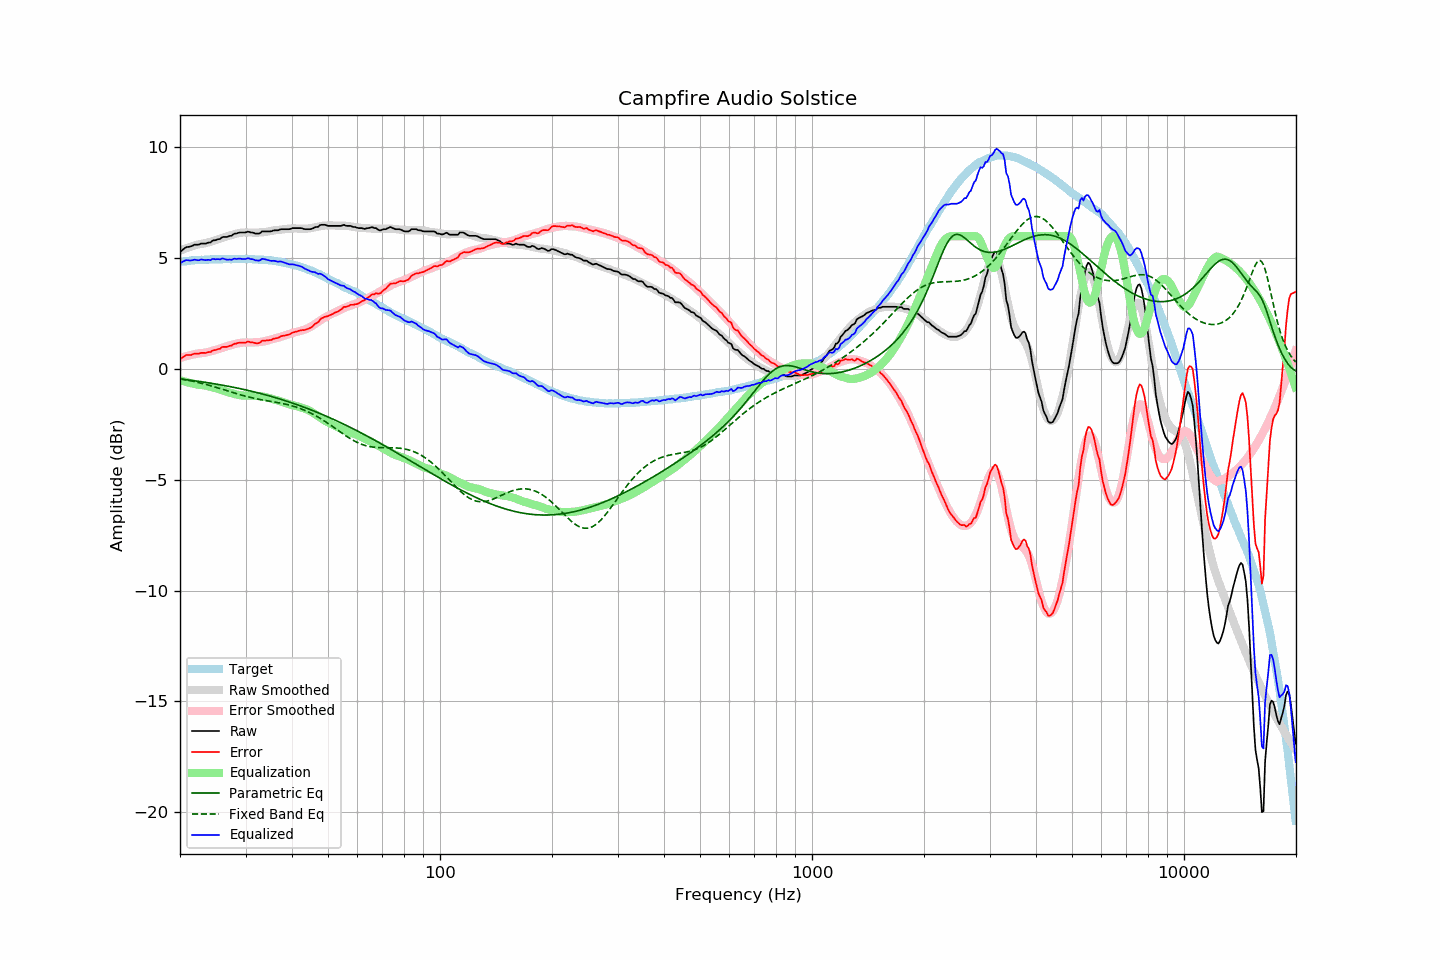 Campfire Audio Solstice
Amplitude (dBr)
10
5
0
−5
−10
−15
−20
Target
Raw Smoothed
Error Smoothed
Raw
Error
Equalization
Parametric Eq
Fixed Band Eq
Equalized
100 1000 10000
Frequency (Hz)